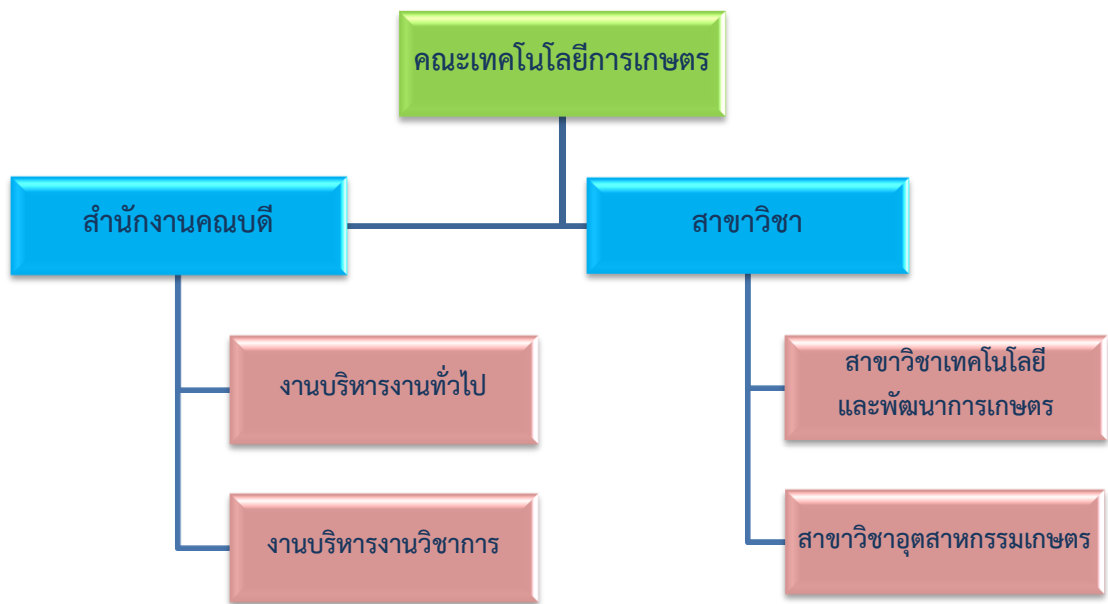 คณะเทคโนโลยีการเกษตร
สำนักงานคณบดี
สาขาวิชา
งานบริหารงานทั่วไป
สาขาวิชาเทคโนโลยี
และพัฒนาการเกษตร
งานบริหารงานวิชาการ
สาขาวิชาอุตสาหกรรมเกษตร